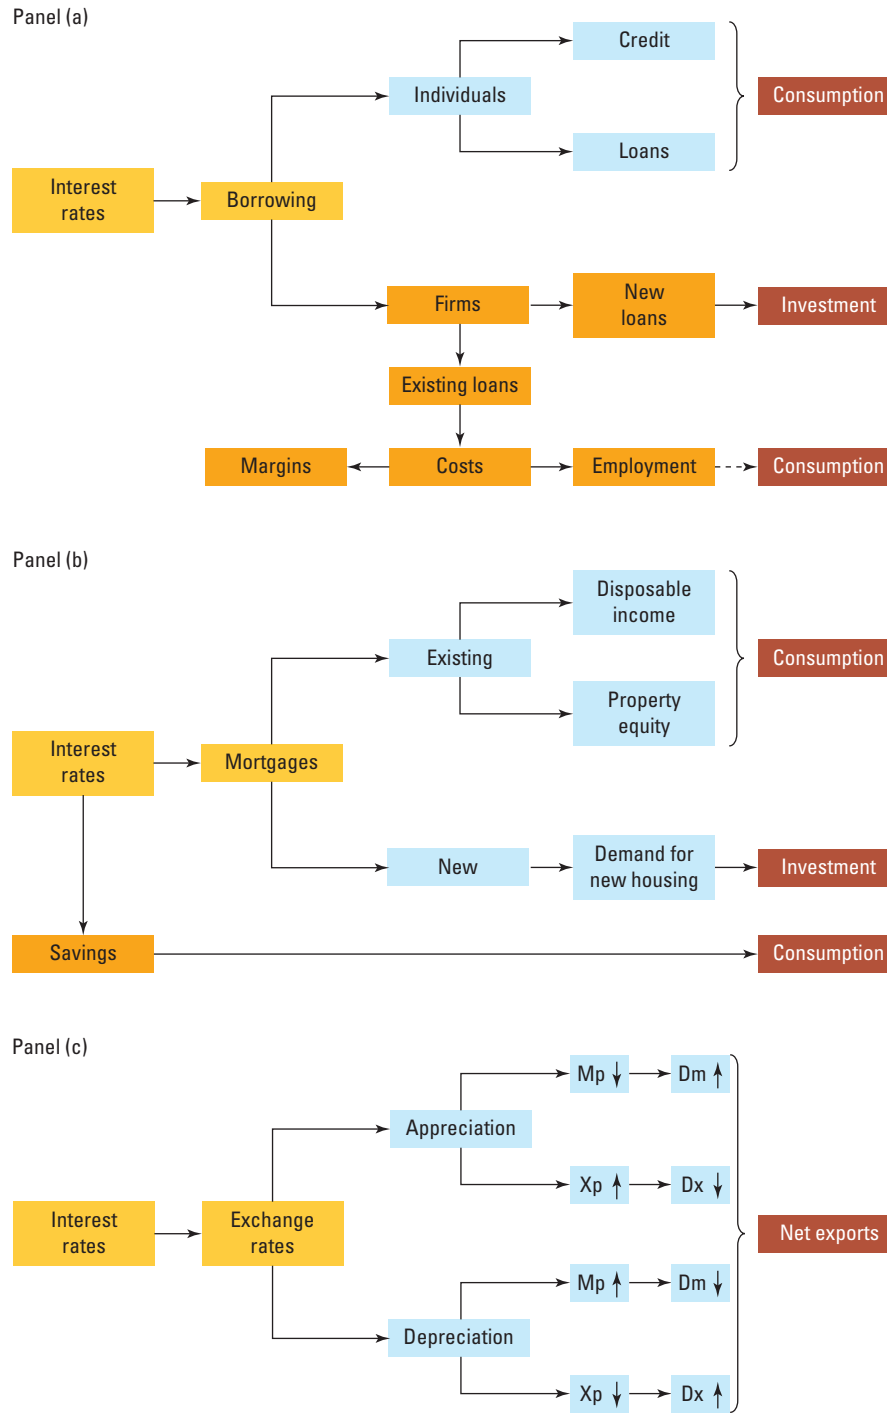 Panel (a)
Credit
Individuals
Consumption
Loans
Interest
rates
Borrowing
Firms
New
loans
Investment
Existing loans
Margins
Costs
Employment
Consumption
Panel (b)
Disposable
income
Existing
Consumption
Property
equity
Interest
rates
Mortgages
New
Demand for
new housing
Investment
Savings
Consumption
Panel (c)
Mp ↓
Dm ↑
Appreciation
Xp ↑
Dx ↓
Interest
rates
Exchange
rates
Net exports
Mp ↑
Dm ↓
Depreciation
Xp ↓
Dx ↑